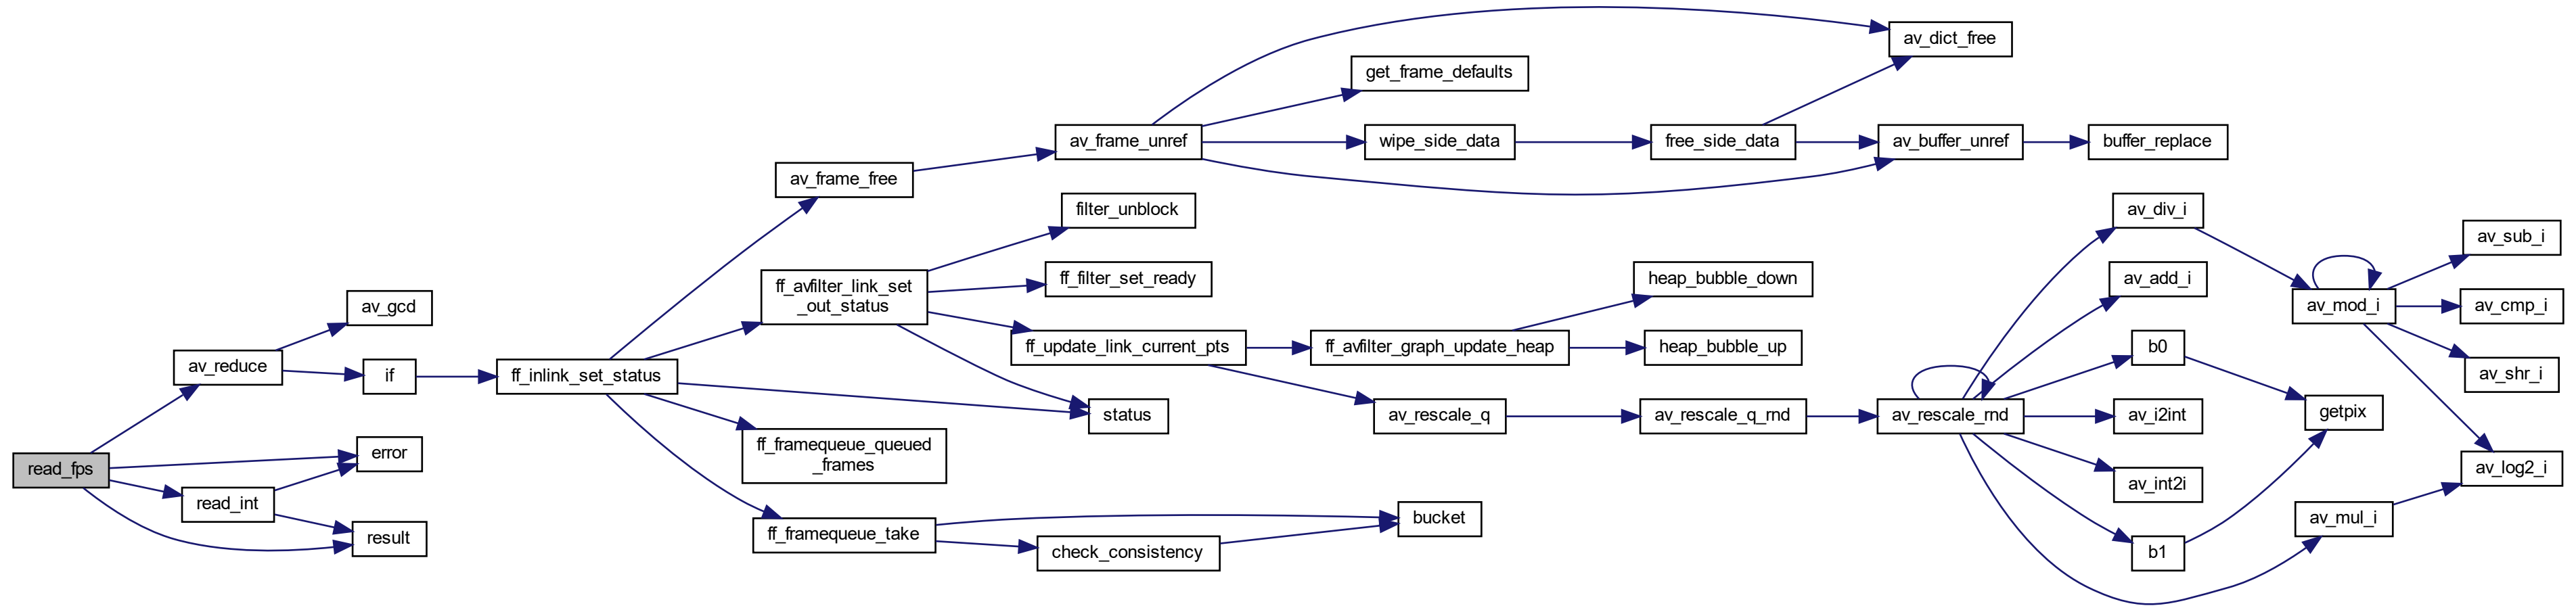 read_fps
av_reduce
read_int
av_gcd
if
error
result
ff_inlink_set_status
av_frame_free
ff_avfilter_link_set
_out_status
ff_framequeue_queued
_frames
ff_framequeue_take
av_frame_unref
filter_unblock
ff_filter_set_ready
ff_update_link_current_pts
status
check_consistency
get_frame_defaults
wipe_side_data
ff_avfilter_graph_update_heap
av_rescale_q
bucket
free_side_data
heap_bubble_down
heap_bubble_up
av_rescale_q_rnd
av_dict_free
av_buffer_unref
av_rescale_rnd
buffer_replace
av_div_i
av_add_i
b0
av_i2int
av_int2i
b1
av_mod_i
getpix
av_mul_i
av_sub_i
av_cmp_i
av_shr_i
av_log2_i